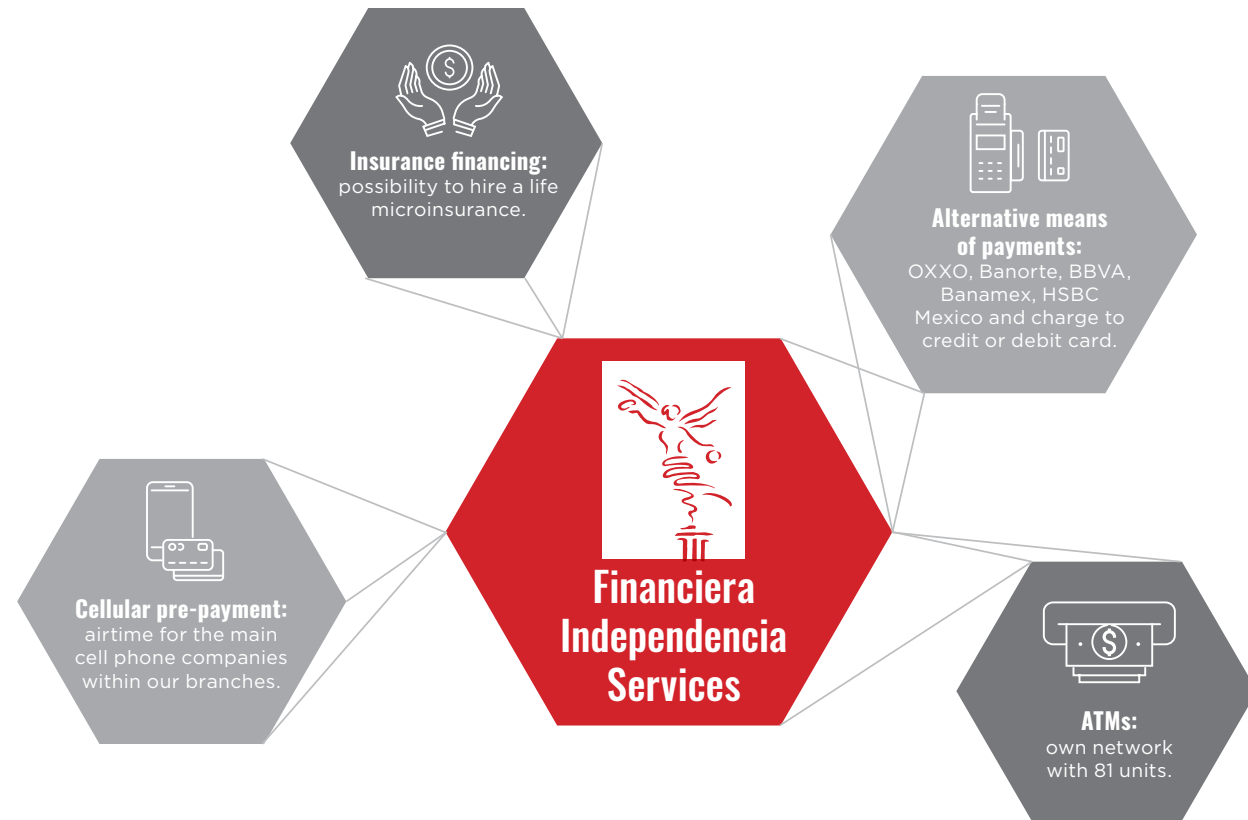 Insurance financing:
possibility to hire a life
microinsurance.
Alternative means
of payments:
OXXO, Banorte, BBVA,
Banamex, HSBC
Mexico and charge to
credit or debit card.
Financiera
Independencia
Services
Cellular pre-payment:
airtime for the main
cell phone companies
within our branches.
ATMs:
own network
with 81 units.